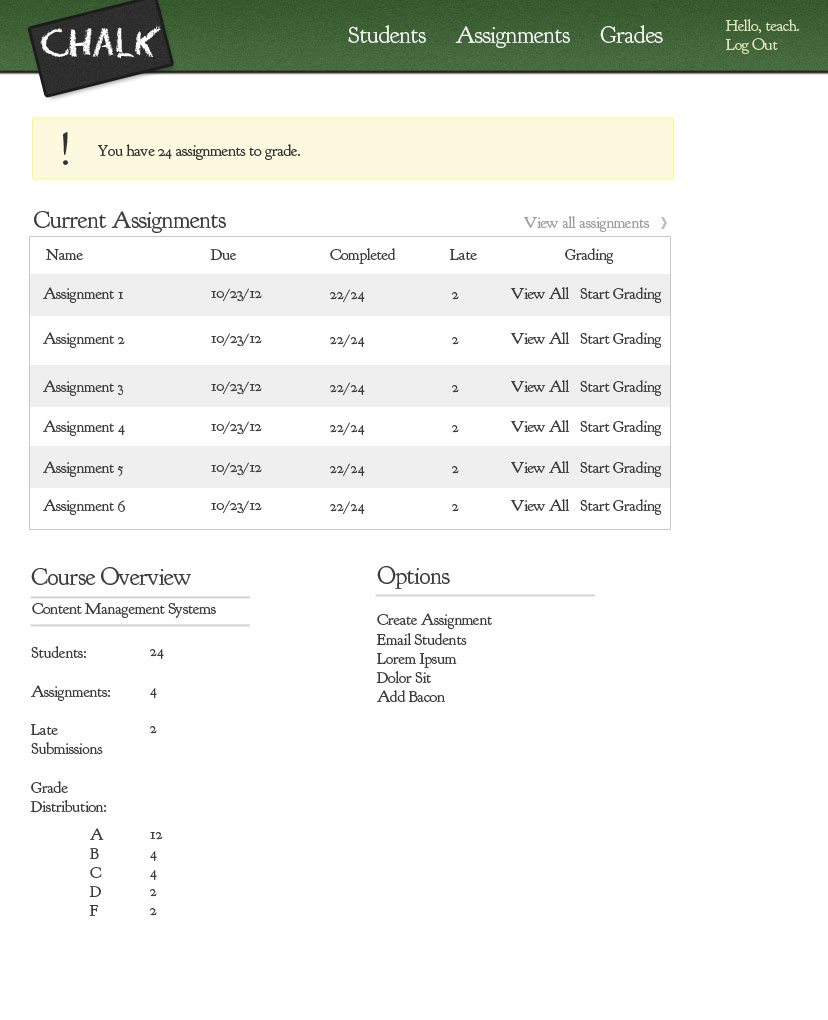 CHALK
Students Assignments Grades
Hello, teach.
Log Out
! You have 24 assignments to grade.
Current Assignments View all assignments 》
Name Due Completed Late Grading
Assignment 1 10/23/12 22/24 2 View All Start Grading
Assignment 2 10/23/12 22/24 2 View All Start Grading
Assignment 3 10/23/12 22/24 2 View All Start Grading
Assignment 4 10/23/12 22/24 2 View All Start Grading
Assignment 5 10/23/12 22/24 2 View All Start Grading
Assignment 6 10/23/12 22/24 2 View All Start Grading
Course Overview
Content Management Systems
Students: 24
Assignments: 4
Late 2
Submissions
Grade
Distribution:
A 12
B 4
C 4
D 2
F 2
Options
Create Assignment
Email Students
Lorem Ipsum
Dolor Sit
Add Bacon